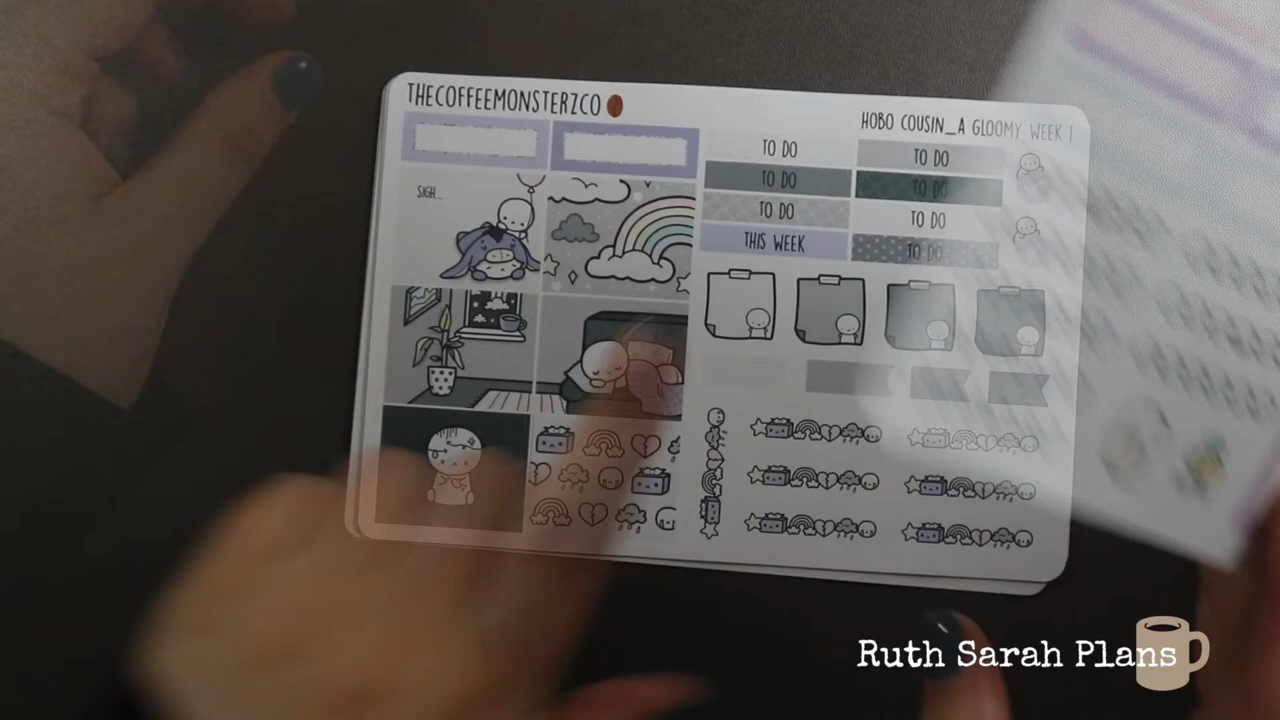 THECOFFEEMONSTERZCO
HOBO COUSIN_A GLOOMY WEEK 1
SIGH...
TO DO
TO DO
TO DO
TO DO
TO DO
TO DO
THIS WEEK
TO DO
Ruth Sarah Plans